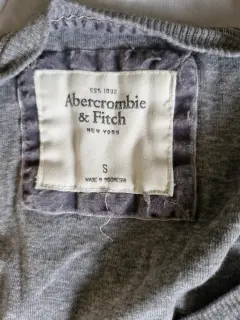 EST. 1892
Abercrombie
& Fitch
NEW YORK
S
MADE IN INDONESIA